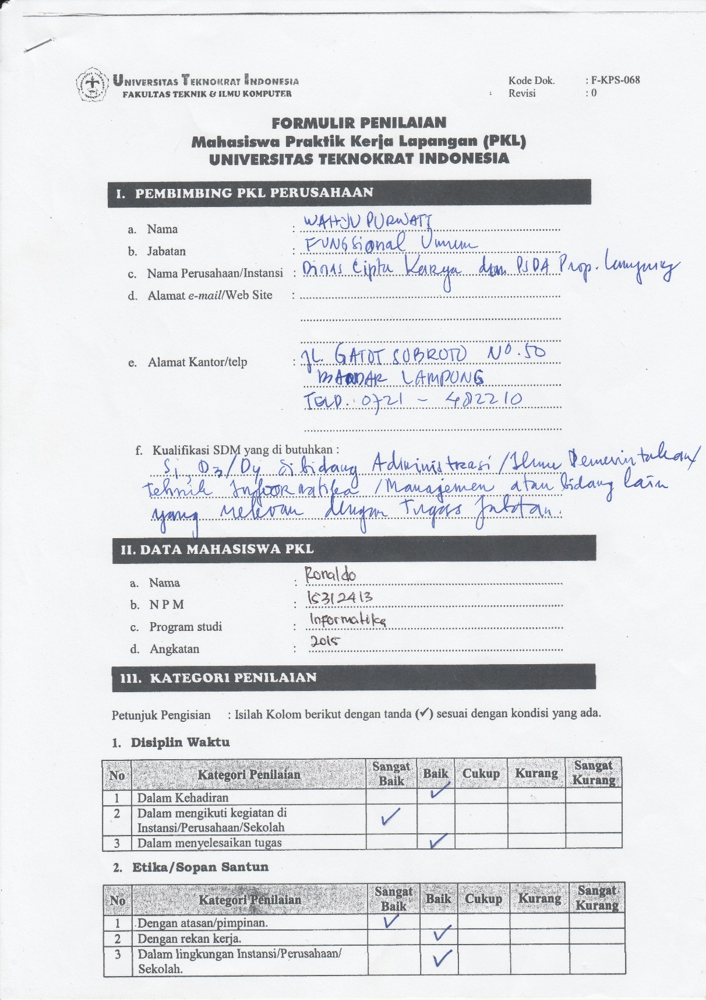 UNIVERSITAS TEKNOKRAT INDONESIA
FAKULTAS TEKNIK & ILMU KOMPUTER
Kode Dok. : F-KPS-068
Revisi : 0
FORMULIR PENILAIAN
Mahasiswa Praktik Kerja Lapangan (PKL)
UNIVERSITAS TEKNOKRAT INDONESIA
I. PEMBIMBING PKL PERUSAHAAN
a. Nama : WAHYU PURWATI
b. Jabatan : FUNGSional Umum
c. Nama Perusahaan/Instansi : Dinas Cipta Karya dan PSDA Prop. Lampung
d. Alamat e-mail/Web Site :
e. Alamat Kantor/telp : JL. GATOT SUBROTO NO. 50
BANDAR LAMPUNG
TELP. 0721 - 482210
f. Kualifikasi SDM yang di butuhkan :
S1, D3/D4 di bidang Administrasi/Ilmu Pemerintahan/
Tehnik Informatika/Manajemen atau bidang lain
yang relevan dengan Tugas Jabatan.
II. DATA MAHASISWA PKL
a. Nama : Ronaldo
b. N P M : 15312413
c. Program studi : Informatika
d. Angkatan : 2015
III. KATEGORI PENILAIAN
Petunjuk Pengisian : Isilah Kolom berikut dengan tanda (✓) sesuai dengan kondisi yang ada.
1. Disiplin Waktu
No Kategori Penilaian Sangat Baik Baik Cukup Kurang Sangat Kurang
1 Dalam Kehadiran ✓
2 Dalam mengikuti kegiatan di
Instansi/Perusahaan/Sekolah ✓
3 Dalam menyelesaikan tugas ✓
2. Etika/Sopan Santun
No Kategori Penilaian Sangat Baik Baik Cukup Kurang Sangat Kurang
1 Dengan atasan/pimpinan. ✓
2 Dengan rekan kerja. ✓
3 Dalam lingkungan Instansi/Perusahaan/
Sekolah. ✓